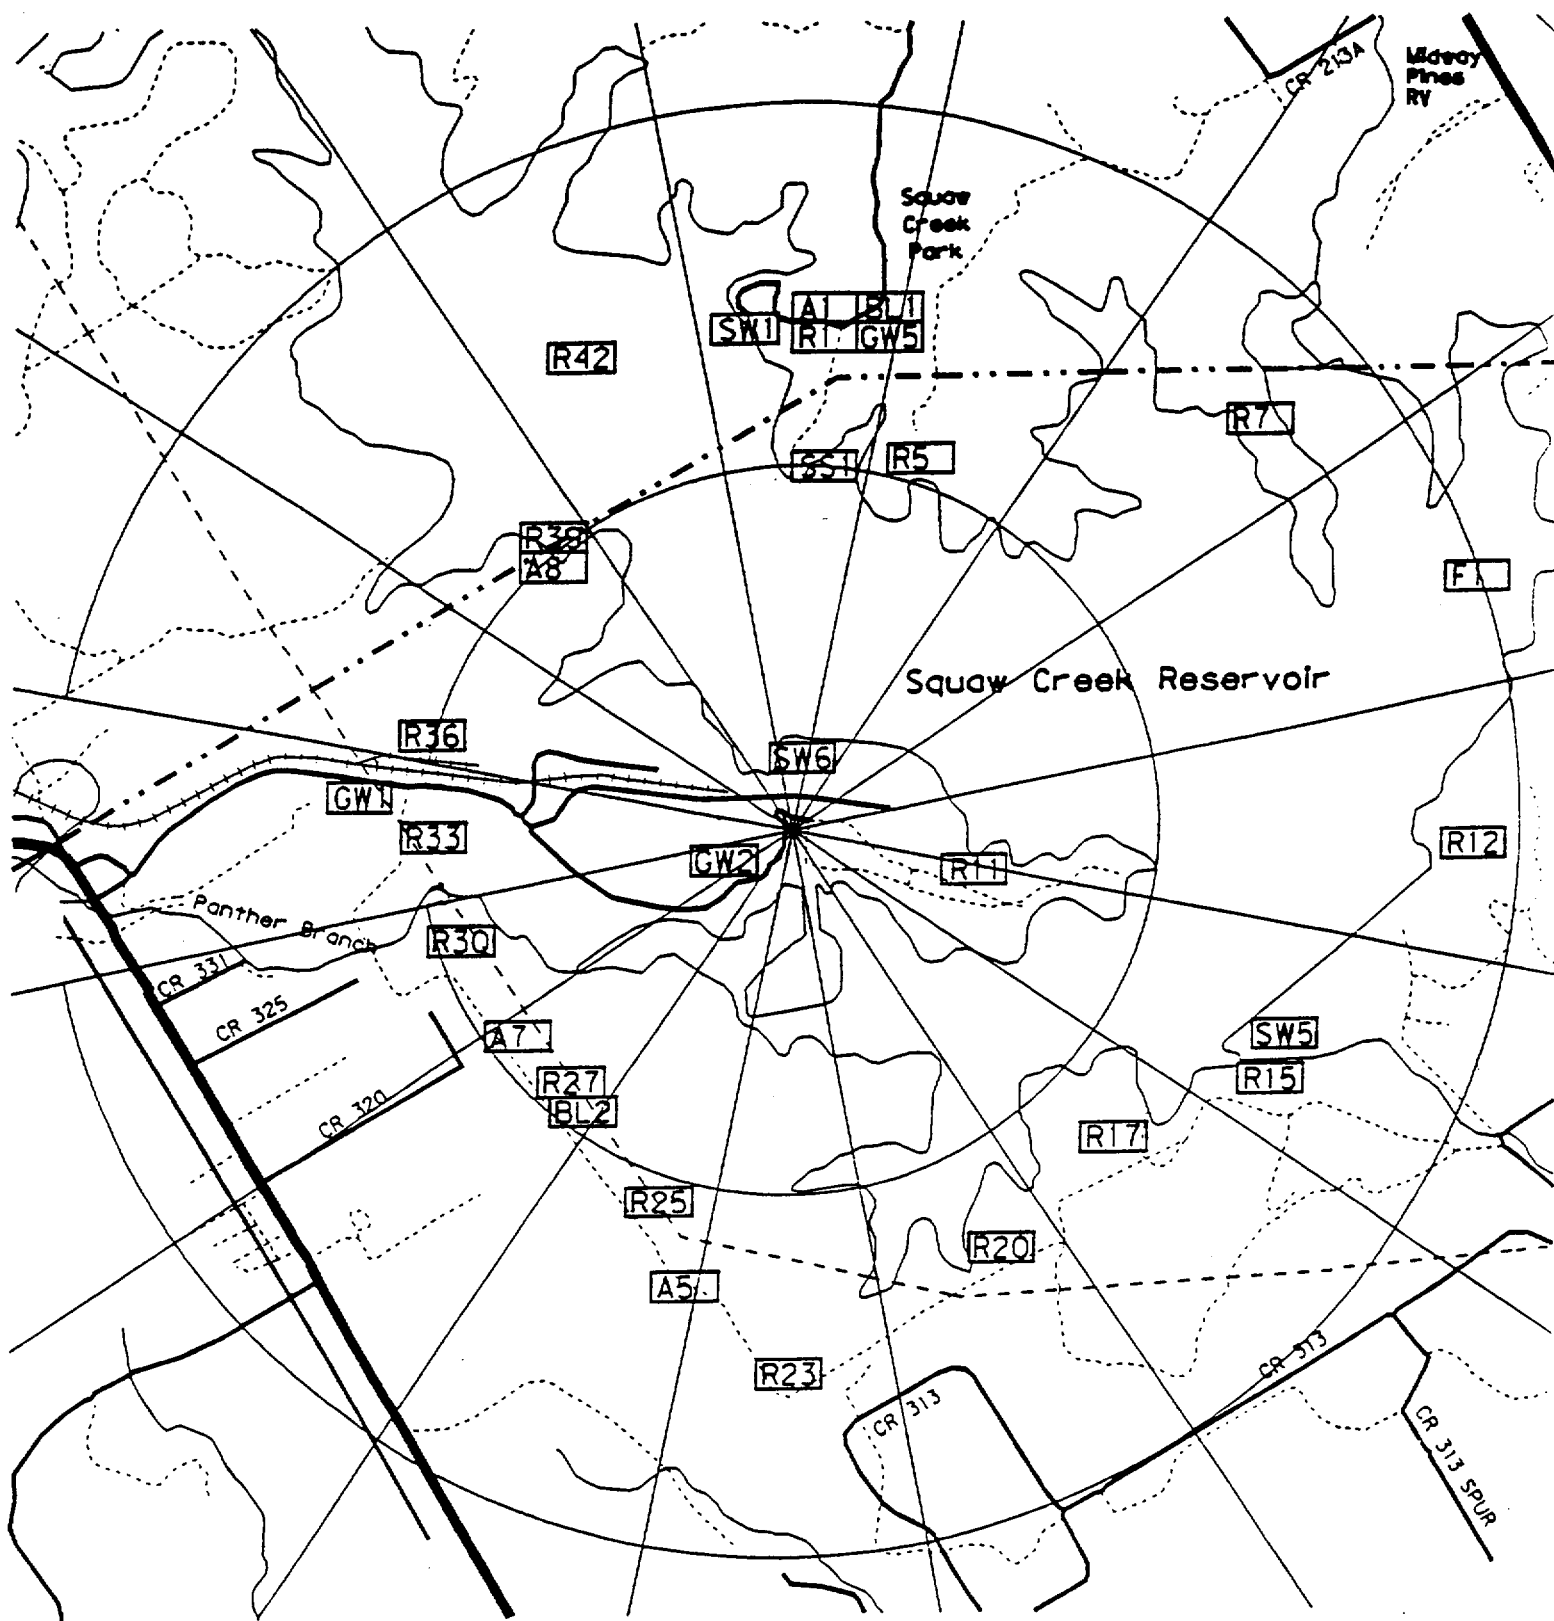 CR 213A
Midway
Pines
RV
Squaw
Creek
Park
A1 BL1
SW1 R1 GW5
R42
R7
SS1 R5
R38
A8
F1
Squaw Creek Reservoir
R36
SW6
GW1
R33
R12
GW2
R11
Panther Branch
R30
CR 331
CR 325
A7
SW5
R27
R15
BL2
CR 320
R17
R25
R20
A5
CR 313
R23
CR 313
CR 313 SPUR